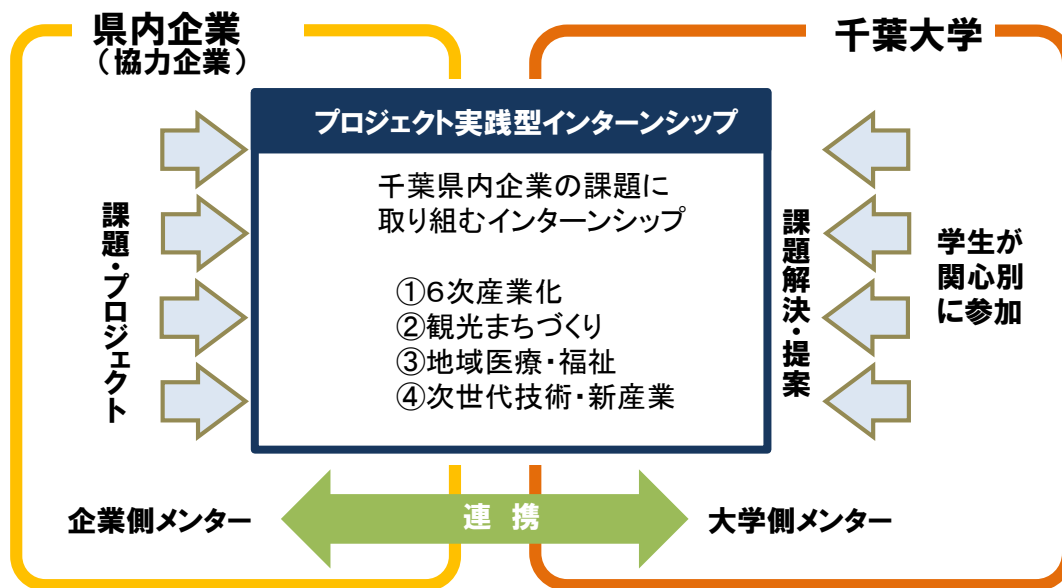 県内企業
（協力企業）
千葉大学
プロジェクト実践型インターンシップ
千葉県内企業の課題に
取り組むインターンシップ
①6次産業化
②観光まちづくり
③地域医療・福祉
④次世代技術・新産業
課題・プロジェクト
課題解決・提案
学生が
関心別
に参加
企業側メンター
連 携
大学側メンター